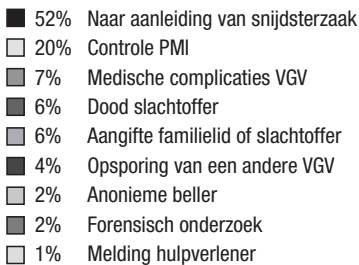 52% Naar aanleiding van snijdsterzaak
20% Controle PMI
7% Medische complicaties VGV
6% Dood slachtoffer
6% Aangifte familielid of slachtoffer
4% Opsporing van een andere VGV
2% Anonieme beller
2% Forensisch onderzoek
1% Melding hulpverlener